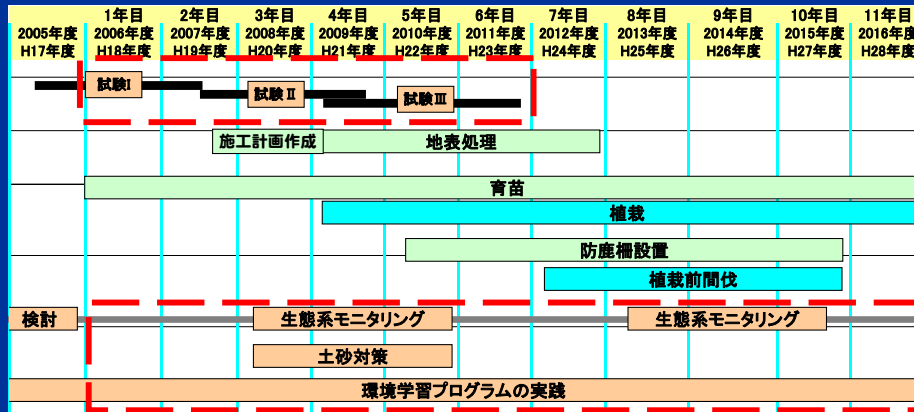 1年目 2年目 3年目 4年目 5年目 6年目 7年目 8年目 9年目 10年目 11年目
2005年度 2006年度 2007年度 2008年度 2009年度 2010年度 2011年度 2012年度 2013年度 2014年度 2015年度 2016年度
H17年度 H18年度 H19年度 H20年度 H21年度 H22年度 H23年度 H24年度 H25年度 H26年度 H27年度 H28年度
試験Ⅰ
試験Ⅱ
試験Ⅲ
施工計画作成 地表処理
育苗
植栽
防鹿柵設置
植栽前間伐
検討 生態系モニタリング 生態系モニタリング
土砂対策
環境学習プログラムの実践